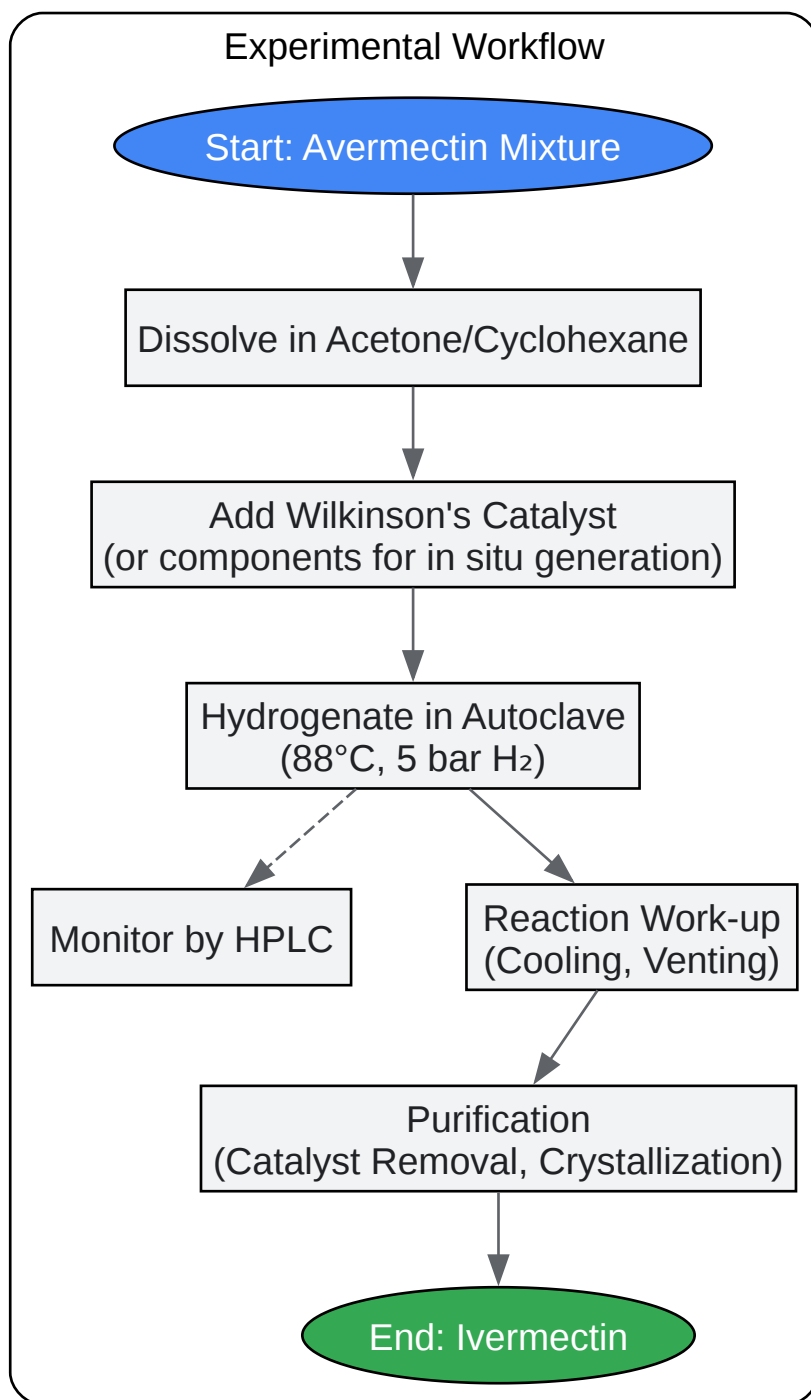 Experimental Workflow
Start: Avermectin Mixture
Dissolve in Acetone/Cyclohexane
Add Wilkinson's Catalyst
(or components for in situ generation)
Hydrogenate in Autoclave
(88°C, 5 bar H₂)
Monitor by HPLC
Reaction Work-up
(Cooling, Venting)
Purification
(Catalyst Removal, Crystallization)
End: Ivermectin